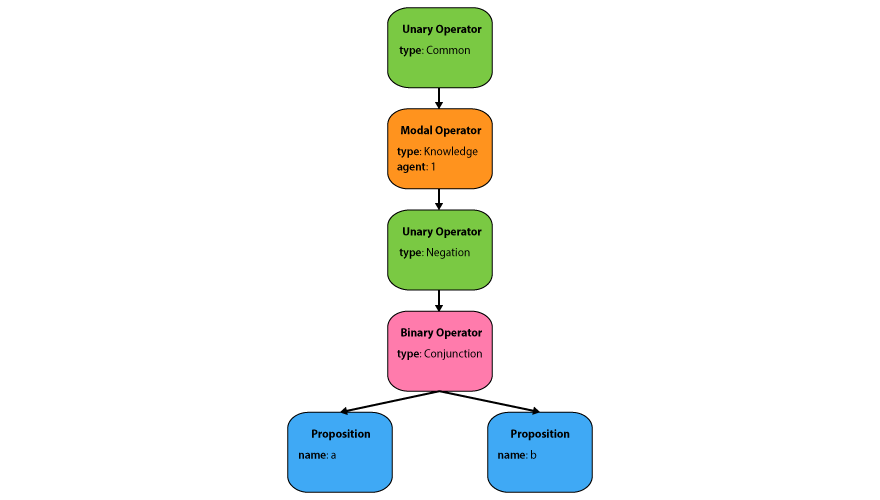 Unary Operator
type: Common
Modal Operator
type: Knowledge
agent: 1
Unary Operator
type: Negation
Binary Operator
type: Conjunction
Proposition
name: a
Proposition
name: b